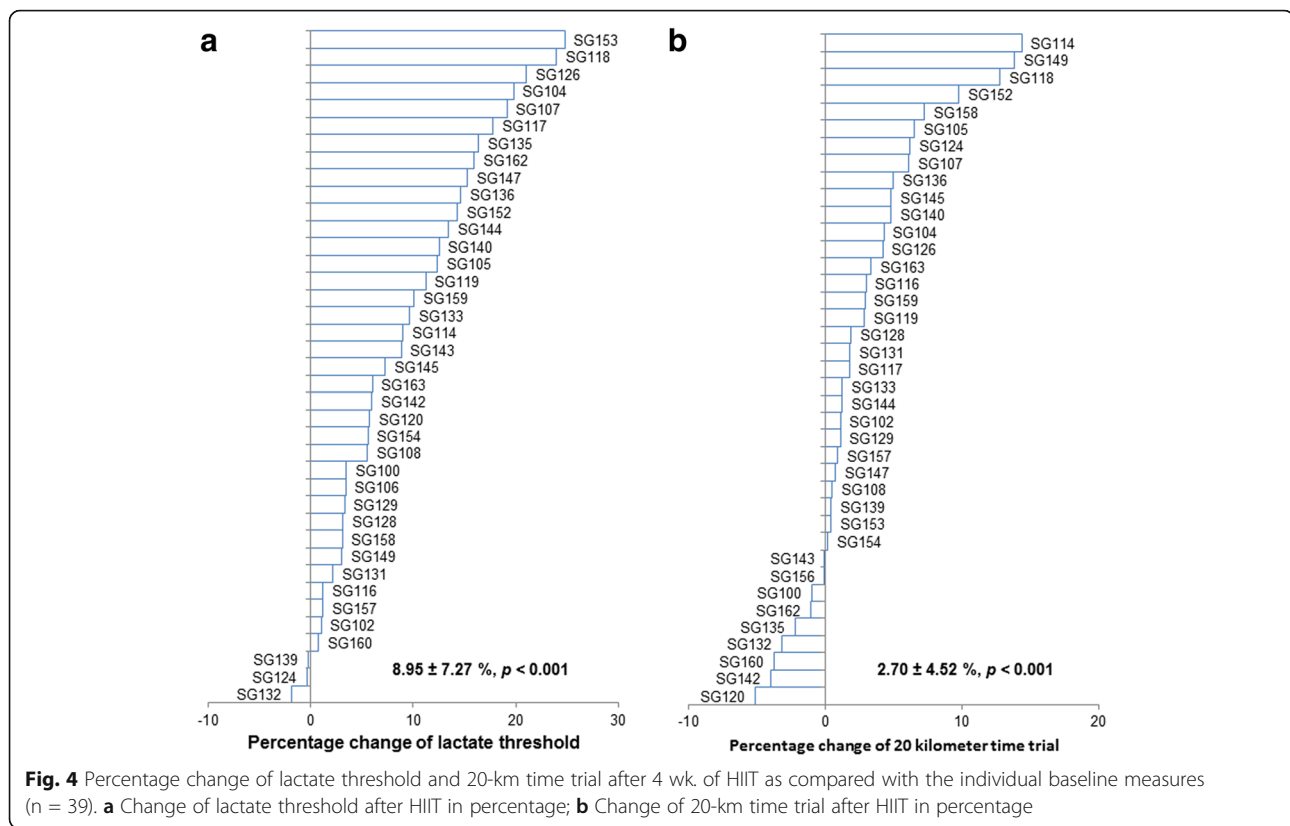 a
SG153
SG118
SG126
SG104
SG107
SG117
SG135
SG162
SG147
SG136
SG152
SG144
SG140
SG105
SG119
SG159
SG133
SG114
SG143
SG145
SG163
SG142
SG120
SG154
SG108
SG100
SG106
SG129
SG128
SG158
SG149
SG131
SG116
SG157
SG102
SG160
SG139
SG124
SG132
8.95 ± 7.27 %, p < 0.001
-10 0 10 20 30
Percentage change of lactate threshold
b
SG114
SG149
SG118
SG152
SG158
SG105
SG124
SG107
SG136
SG145
SG140
SG104
SG126
SG163
SG116
SG159
SG119
SG128
SG131
SG117
SG133
SG144
SG102
SG129
SG157
SG147
SG108
SG139
SG153
SG154
SG143
SG156
SG100
SG162
SG135
SG132
SG160
SG142
SG120
2.70 ± 4.52 %, p < 0.001
-10 0 10 20
Percentage change of 20 kilometer time trial
Fig. 4 Percentage change of lactate threshold and 20-km time trial after 4 wk. of HIIT as compared with the individual baseline measures
(n = 39). a Change of lactate threshold after HIIT in percentage; b Change of 20-km time trial after HIIT in percentage